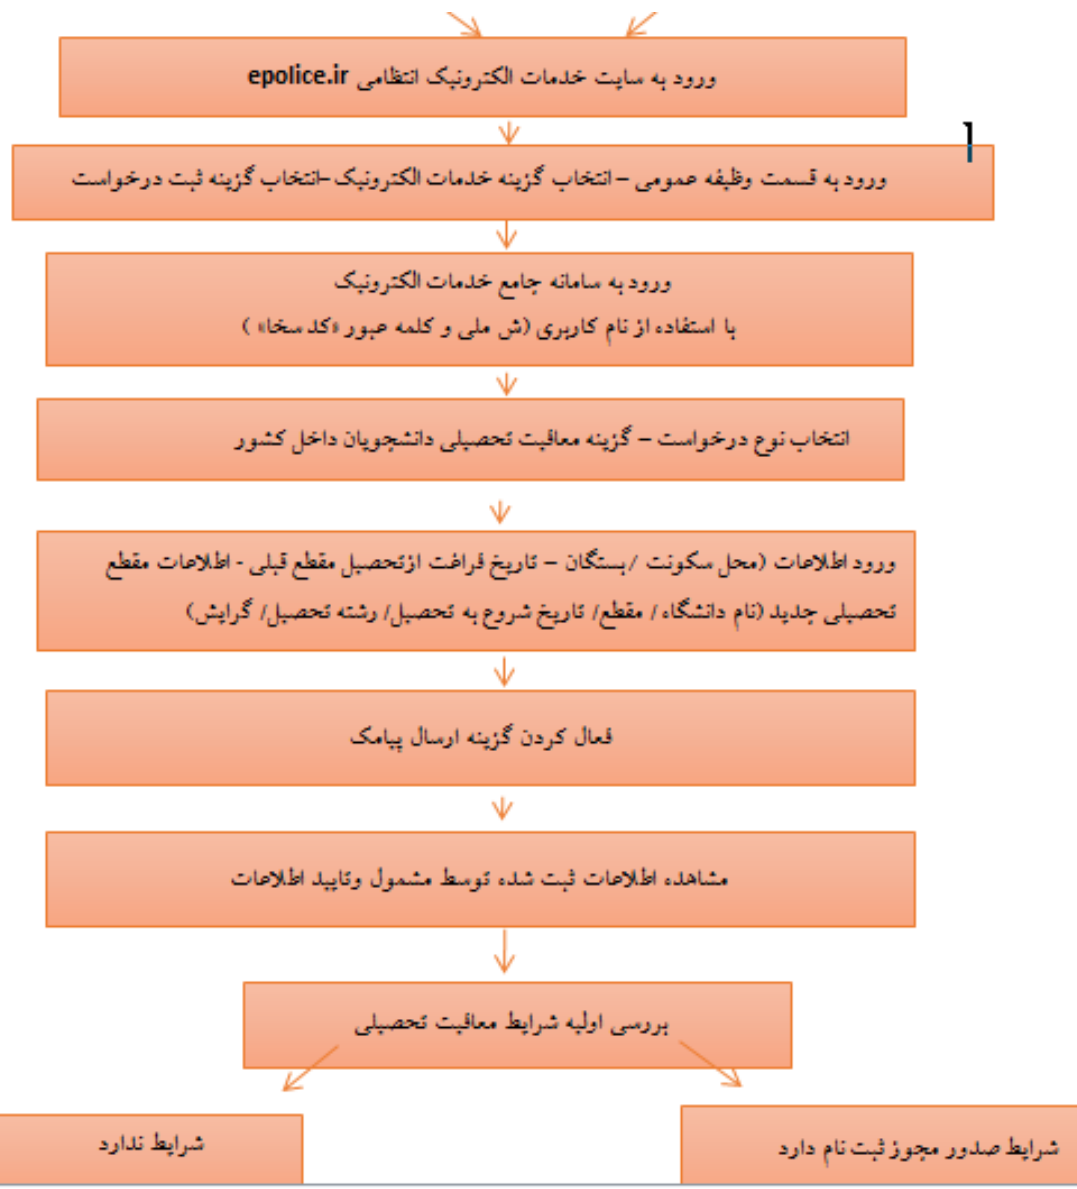 ورود به سایت خدمات الکترونیک انتظامی epolice.ir
ورود به قسمت وظیفه عمومی – انتخاب گزینه خدمات الکترونیک –انتخاب گزینه ثبت درخواست
ورود به سامانه جامع خدمات الکترونیک
با استفاده از نام کاربری (ش ملی و کلمه عبور «کد سخا» )
انتخاب نوع درخواست – گزینه معافیت تحصیلی دانشجویان داخل کشور
ورود اطلاعات (محل سکونت / بستگان – تاریخ فراغت ازتحصیل مقطع قبلی - اطلاعات مقطع
تحصیلی جدید (نام دانشگاه / مقطع/ تاریخ شروع به تحصیل/ رشته تحصیل/ گرایش)
فعال کردن گزینه ارسال پیامک
مشاهده اطلاعات ثبت شده توسط مشمول وتایید اطلاعات
بررسی اولیه شرایط معافیت تحصیلی
شرایط صدور مجوز ثبت نام دارد
شرایط ندارد